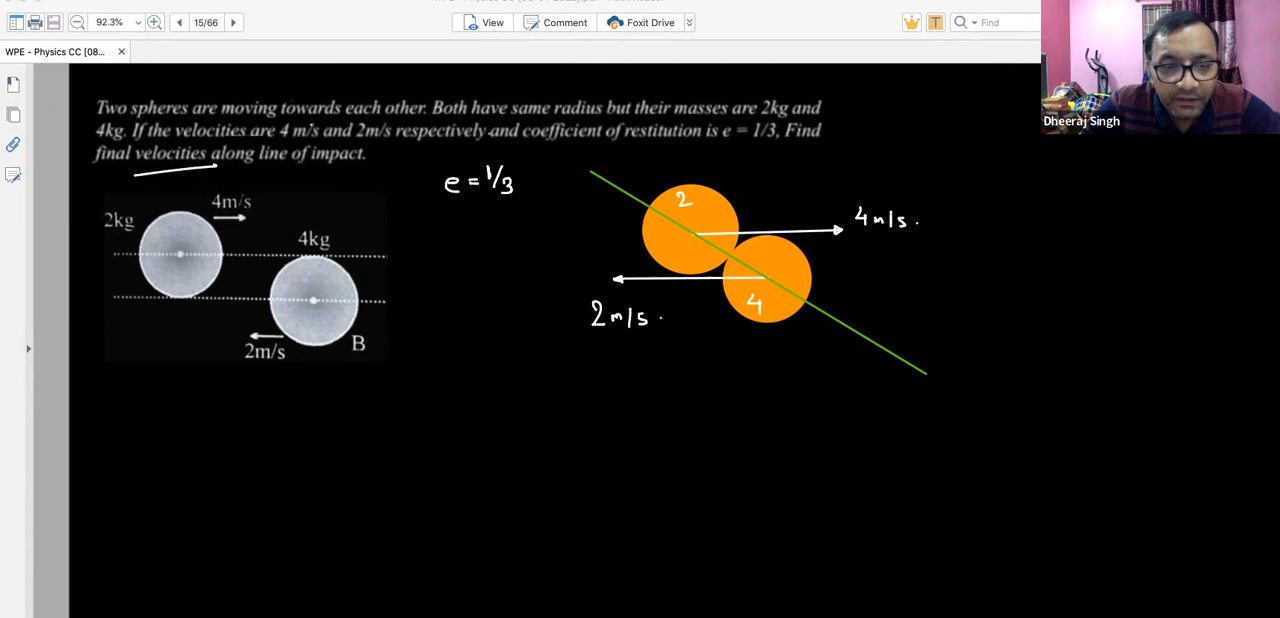 92.3%
15/66
View
Comment
Foxit Drive
T
Find
WPE - Physics CC [08...
Dheeraj Singh
Two spheres are moving towards each other. Both have same radius but their masses are 2kg and
4kg. If the velocities are 4 m/s and 2m/s respectively and coefficient of restitution is e = 1/3, Find
final velocities along line of impact.
e = 1/3
2kg
4m/s
4kg
2m/s
B
2
4m/s.
4
2m/s.